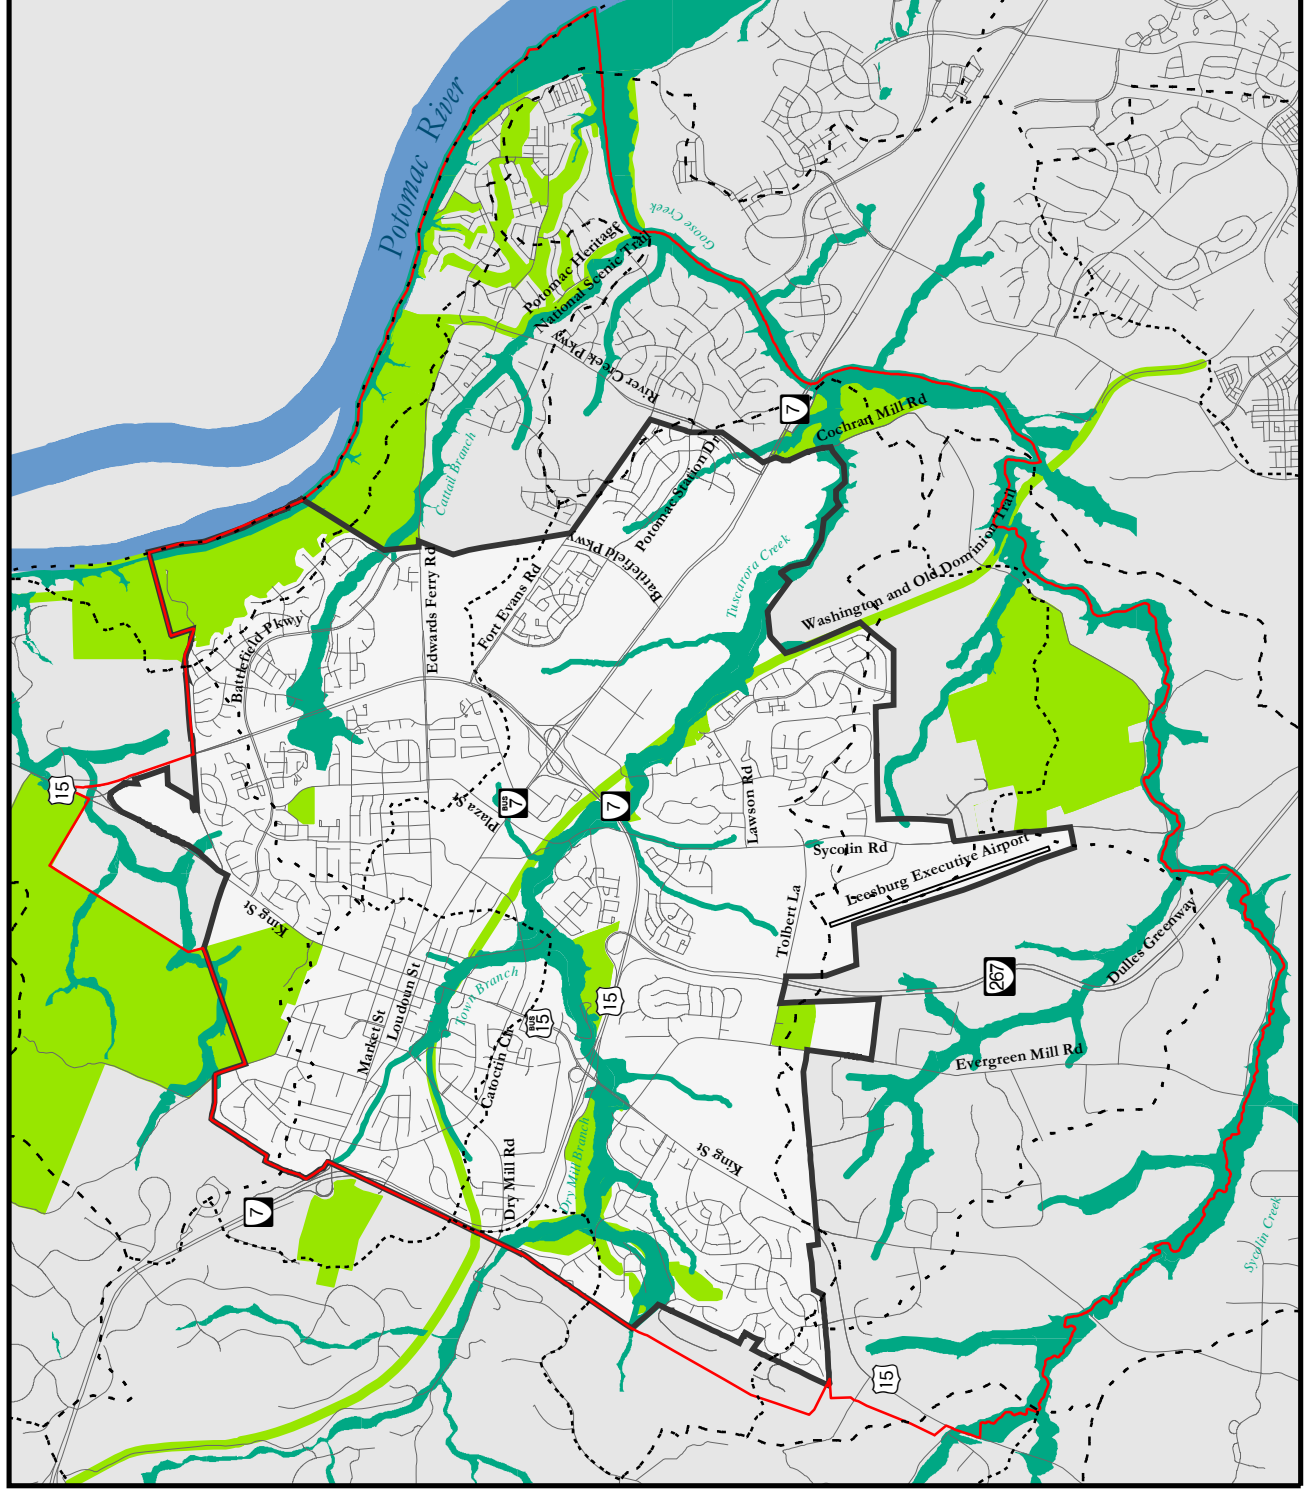 Potomac River
Goose Creek
Potomac Heritage
National Scenic Trail
River Creek Pkwy
7
Cochran Mill Rd
Cattail Branch
Potomac Station Dr
Battlefield Pkwy
Fort Evans Rd
Edwards Ferry Rd
Tuscarora Creek
Washington and Old Dominion Trail
Battlefield Pkwy
15
Plaza St
BUS
7
7
Lawson Rd
Sycolin Rd
Leesburg Executive Airport
King St
Tolbert La
Market St
Loudoun St
Town Branch
Catoctin Cir
BUS
15
15
267
Dulles Greenway
Evergreen Mill Rd
Dry Mill Rd
Dry Mill Branch
King St
7
Sycolin Creek
15